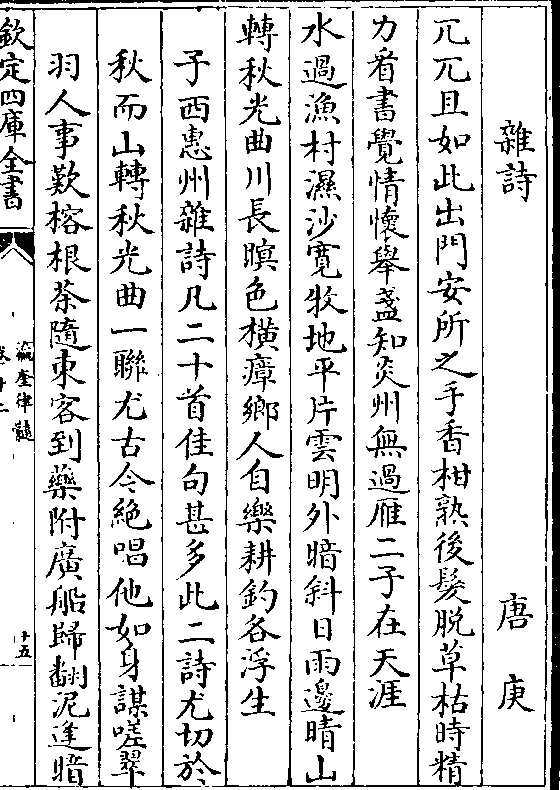 雜詩 唐庚
兀兀且如此出門安所之手香柑熟後髮脫草枯時精
力看書覺情懷舉盞知炎州無過雁二子在天涯
水過漁村濕沙寛牧地平片雲明外暗斜日雨邊晴山
轉秋光曲川長暝色横瘴鄉人自樂耕釣各浮生
子西惠州雜詩凡二十首佳句甚多此二詩尤切於
秋而山轉秋光曲一聯尤古今絶唱他如身謀嗟翠
羽人事歎榕根茶隨東客到藥附廣船歸翻泥逢暗
欽定四庫全書
瀛奎律髓
十五